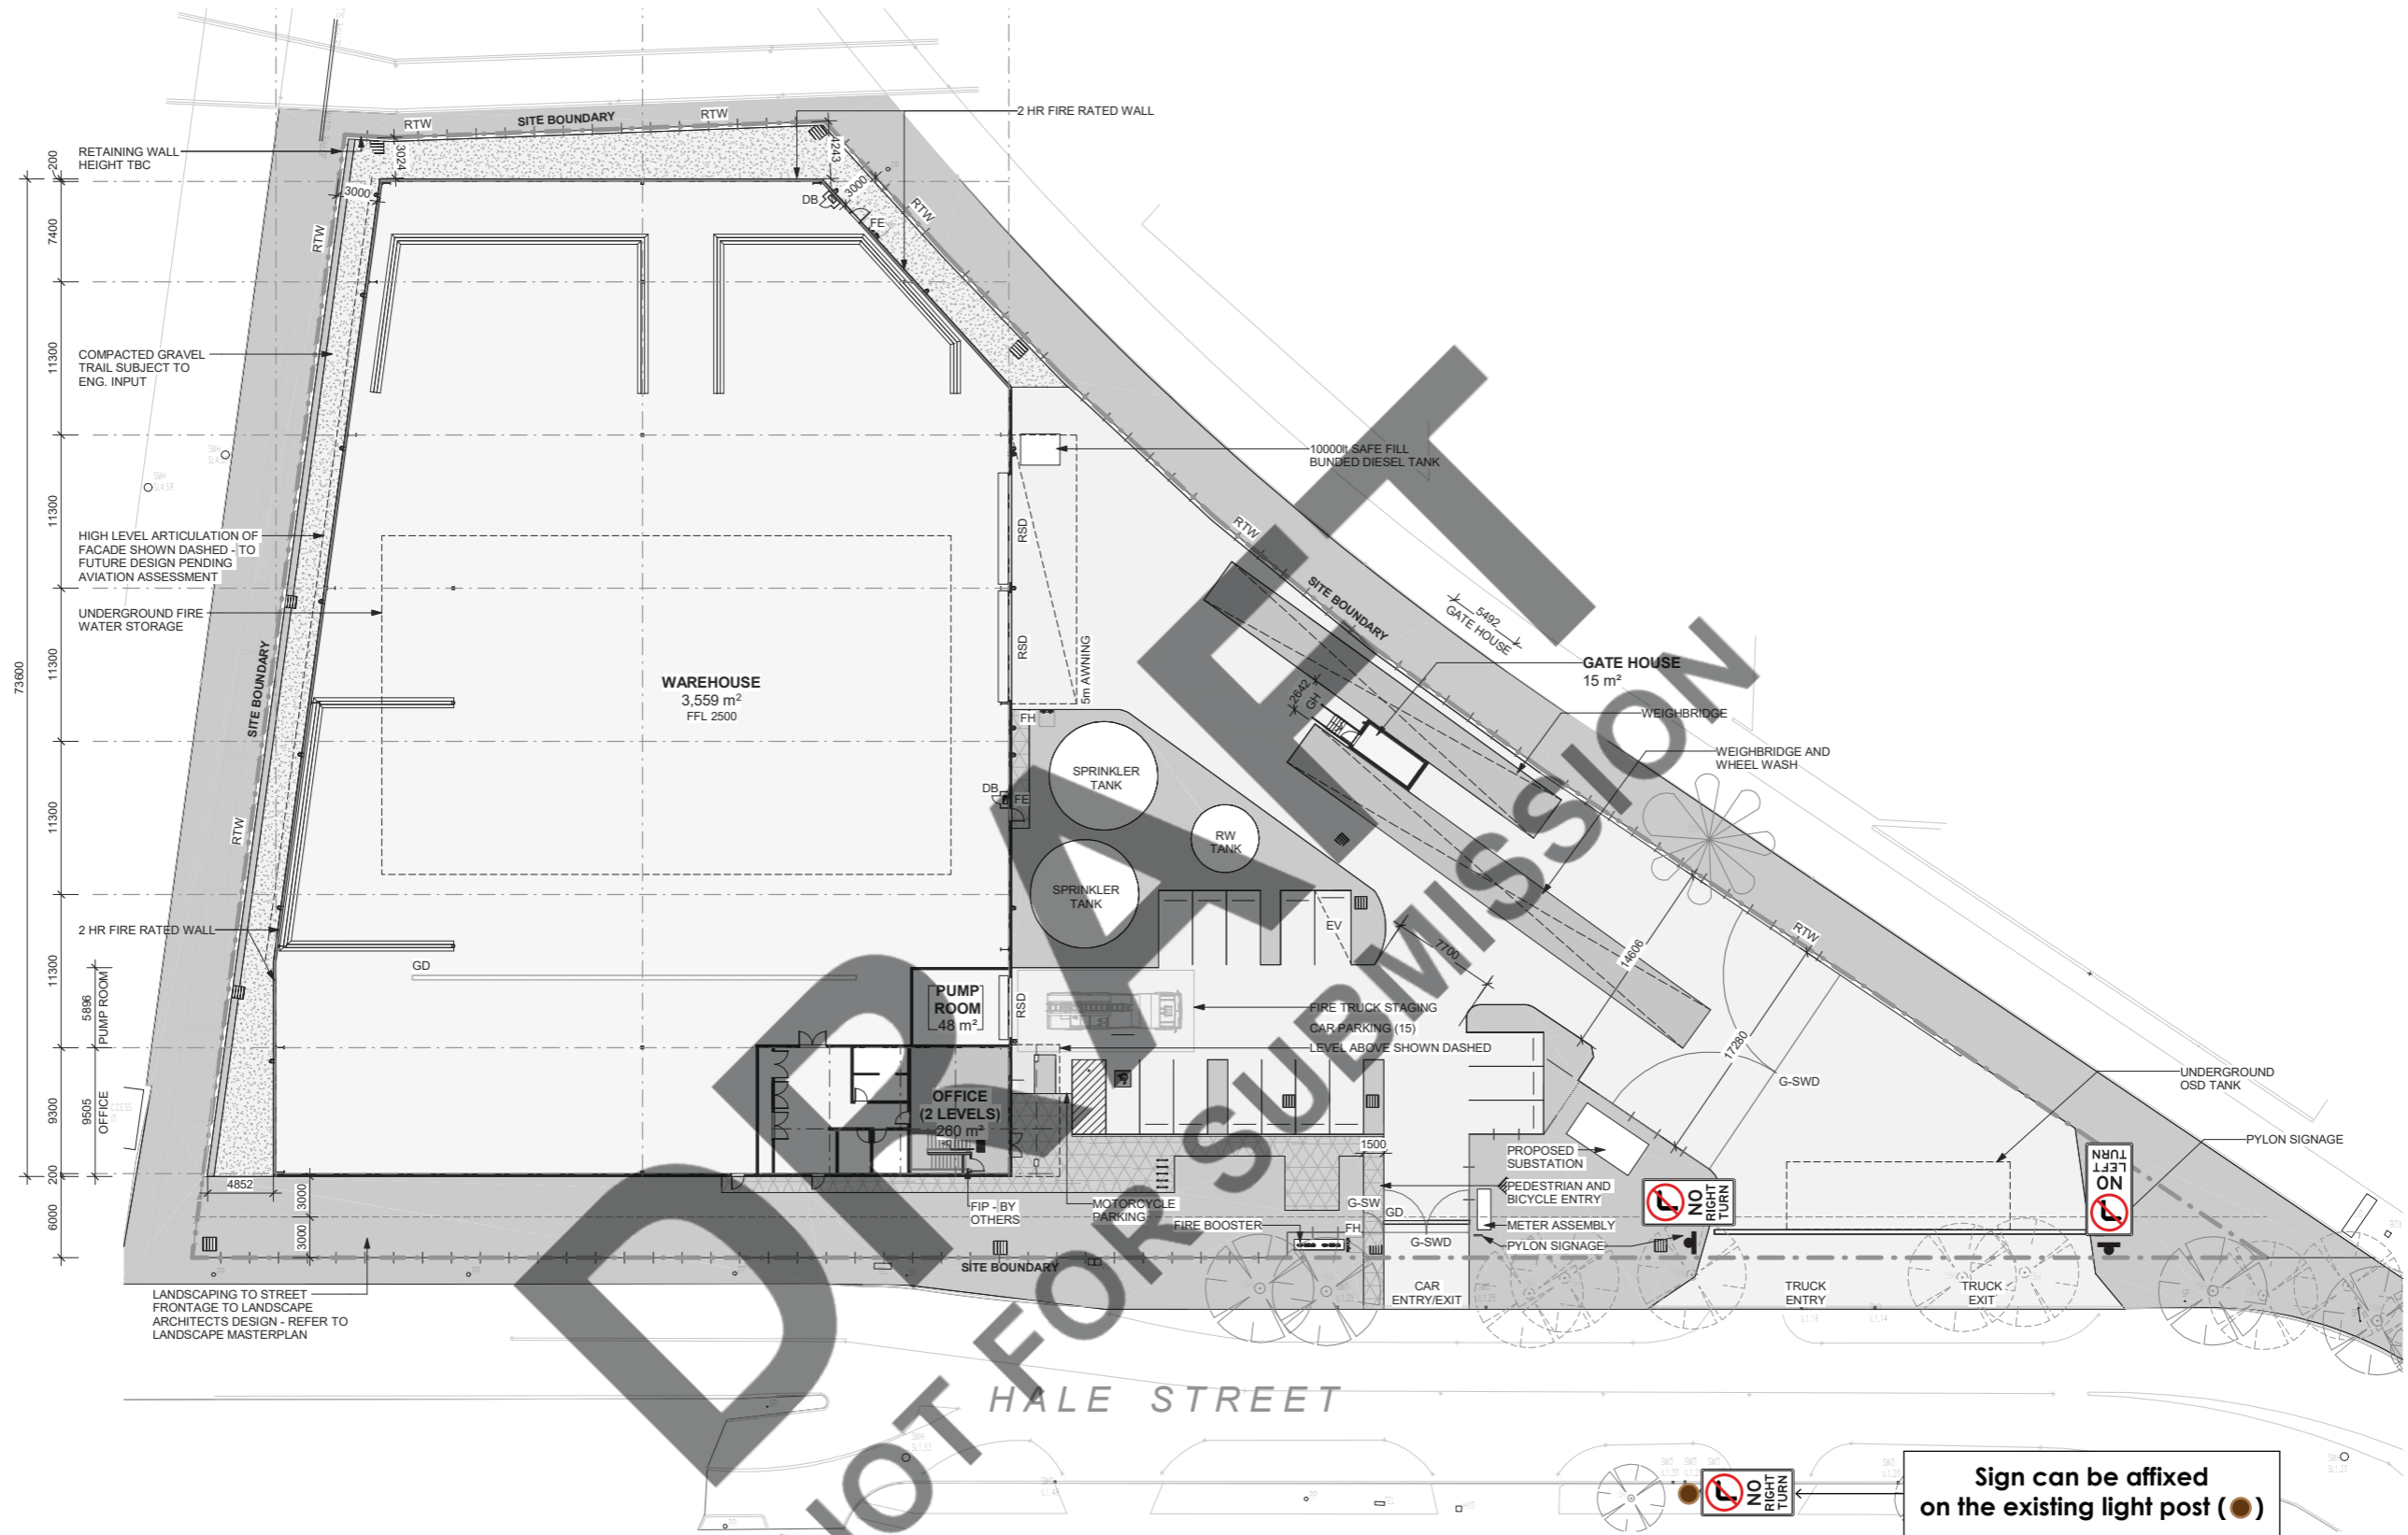 2 HR FIRE RATED WALL
RTW
SITE BOUNDARY
RTW
RETAINING WALL
HEIGHT TBC
200
3024
4243
3000
3000
DB
FE
RTW
RTW
7400
11300
COMPACTED GRAVEL
TRAIL SUBJECT TO
ENG. INPUT
10000lt SAFE FILL
BUNDED DIESEL TANK
11300
RSD
RTW
HIGH LEVEL ARTICULATION OF
FACADE SHOWN DASHED - TO
FUTURE DESIGN PENDING
AVIATION ASSESSMENT
UNDERGROUND FIRE
WATER STORAGE
SITE BOUNDARY
5492
GATE HOUSE
73600
11300
RSD
5m AWNING
SITE BOUNDARY
WAREHOUSE
3,559 m²
FFL 2500
GATE HOUSE
15 m²
2642
GH
WEIGHBRIDGE
FH
WEIGHBRIDGE AND
WHEEL WASH
SPRINKLER
TANK
DB
FE
11300
RTW
RW
TANK
SPRINKLER
TANK
2 HR FIRE RATED WALL
EV
7700
14606
RTW
11300
GD
5896
PUMP ROOM
PUMP
ROOM
48 m²
RSD
FIRE TRUCK STAGING
CAR PARKING (15)
LEVEL ABOVE SHOWN DASHED
17280
G-SWD
UNDERGROUND
OSD TANK
9300
9505
OFFICE
OFFICE
(2 LEVELS)
260 m²
1500
PROPOSED
SUBSTATION
PYLON SIGNAGE
NO
LEFT
TURN
200
4852
3000
PEDESTRIAN AND
BICYCLE ENTRY
NO
RIGHT
TURN
6000
3000
FIP - BY
OTHERS
MOTORCYCLE
PARKING
G-SW
GD
METER ASSEMBLY
FIRE BOOSTER
FH
G-SWD
PYLON SIGNAGE
SITE BOUNDARY
LANDSCAPING TO STREET
FRONTAGE TO LANDSCAPE
ARCHITECTS DESIGN - REFER TO
LANDSCAPE MASTERPLAN
CAR
ENTRY/EXIT
TRUCK
ENTRY
TRUCK
EXIT
HALE STREET
NO
RIGHT
TURN
Sign can be affixed
on the existing light post ( )
DRAFT
NOT FOR SUBMISSION